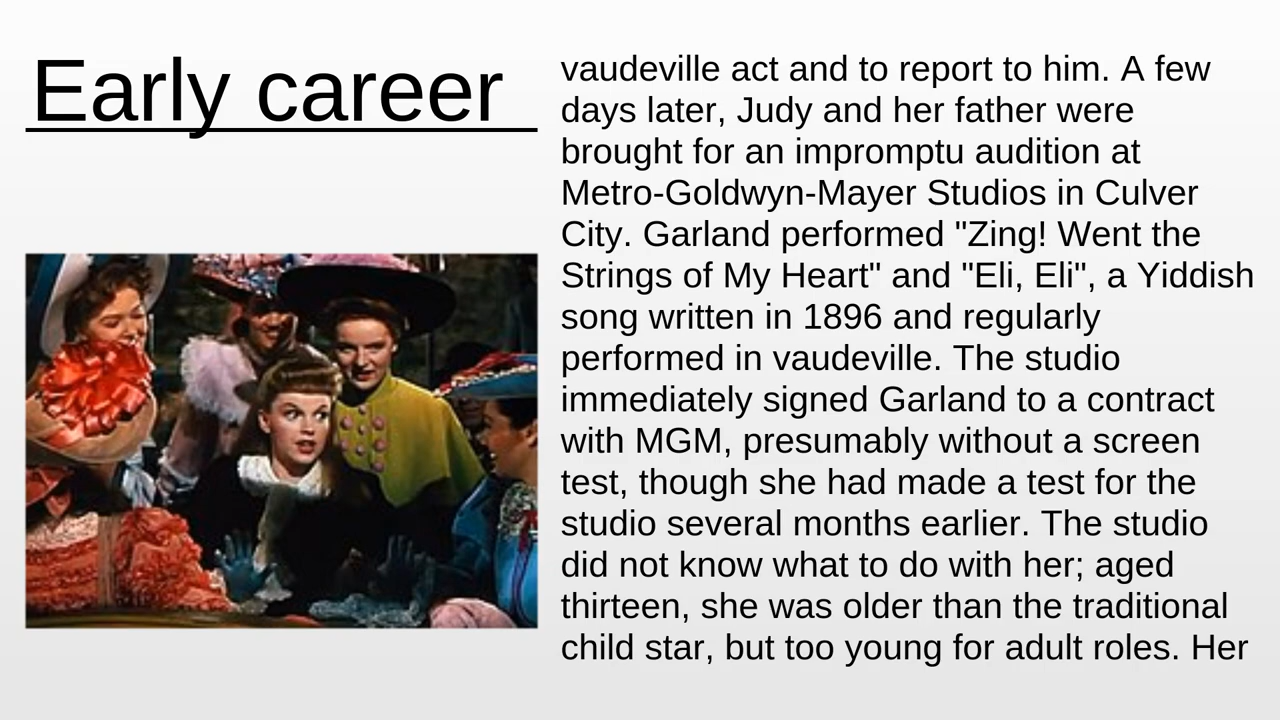 Early career
vaudeville act and to report to him. A few
days later, Judy and her father were
brought for an impromptu audition at
Metro-Goldwyn-Mayer Studios in Culver
City. Garland performed "Zing! Went the
Strings of My Heart" and "Eli, Eli", a Yiddish
song written in 1896 and regularly
performed in vaudeville. The studio
immediately signed Garland to a contract
with MGM, presumably without a screen
test, though she had made a test for the
studio several months earlier. The studio
did not know what to do with her; aged
thirteen, she was older than the traditional
child star, but too young for adult roles. Her